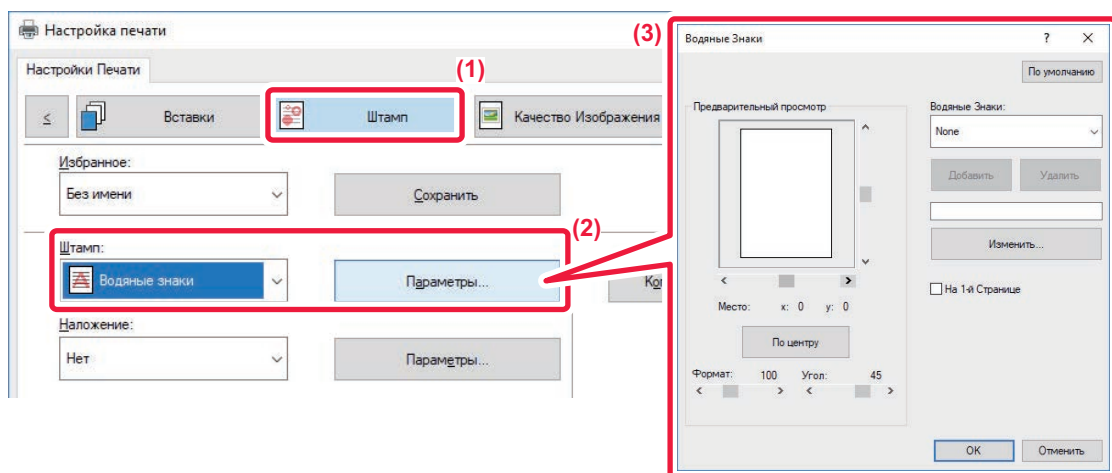 Настройка печати
Настройки Печати
(1)
<
Вставки
Штамп
Качество Изображения
Избранное:
Без имени
Сохранить
(2)
Штамп:
Водяные знаки
Параметры...
Наложение:
Нет
Параметры...
(3)
Водяные Знаки
?
По умолчанию
Предварительный просмотр
Водяные Знаки:
None
Добавить
Удалить
Изменить...
На 1-й Странице
Место: x: 0 y: 0
По центру
Формат: 100 Угол: 45
OK
Отменить